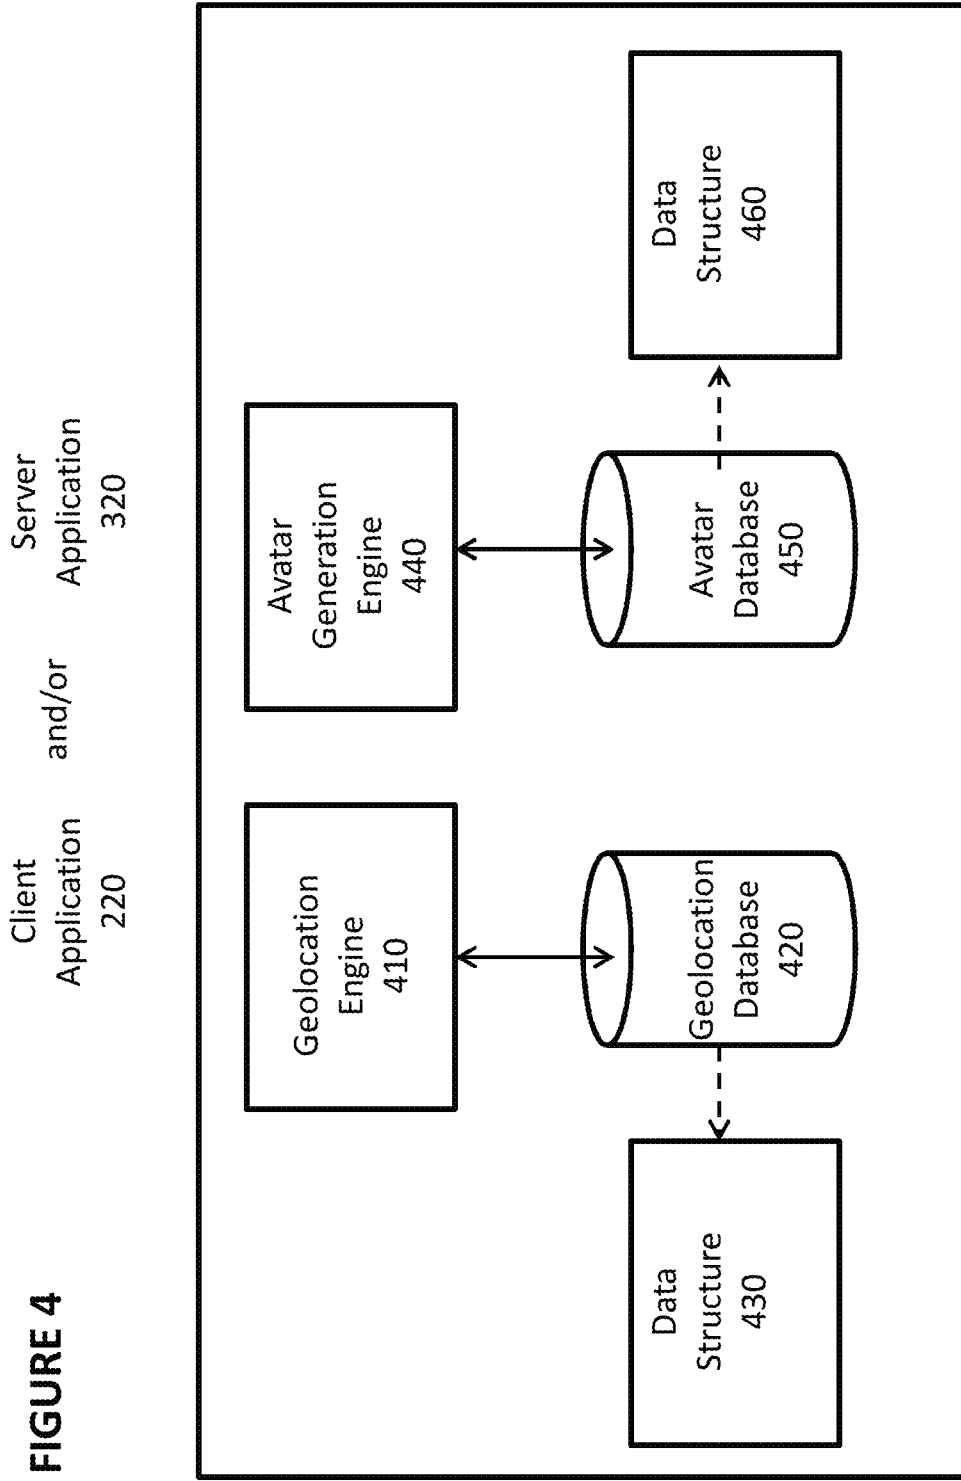 FIGURE 4
Client
Application
220
and/or
Server
Application
320
Geolocation
Engine
410
Avatar
Generation
Engine
440
Data
Structure
430
Geolocation
Database
420
Avatar
Database
450
Data
Structure
460